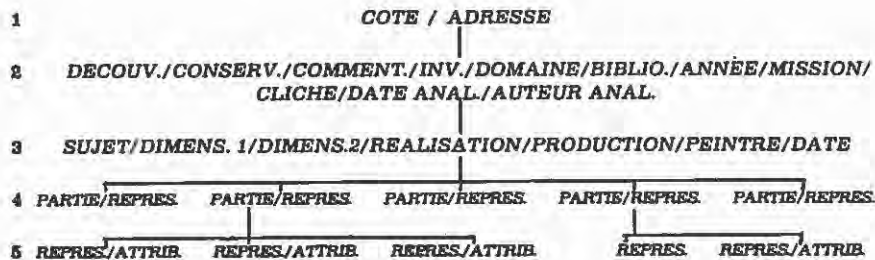 1 COTE / ADRESSE
2 DECOUV./CONSERV./COMMENT./INV./DOMAINE/BIBLIO./ANNÈE/MISSION/
CLICHE/DATE ANAL./AUTEUR ANAL.
3 SUJET/DIMENS. 1/DIMENS.2/REALISATION/PRODUCTION/PEINTRE/DATE
4 PARTIE/REPRES. PARTIE/REPRES. PARTIE/REPRES. PARTIE/REPRES. PARTIE/REPRES.
5 REPRES./ATTRIB. REPRES./ATTRIB. REPRES./ATTRIB. REPRES. REPRES./ATTRIB.